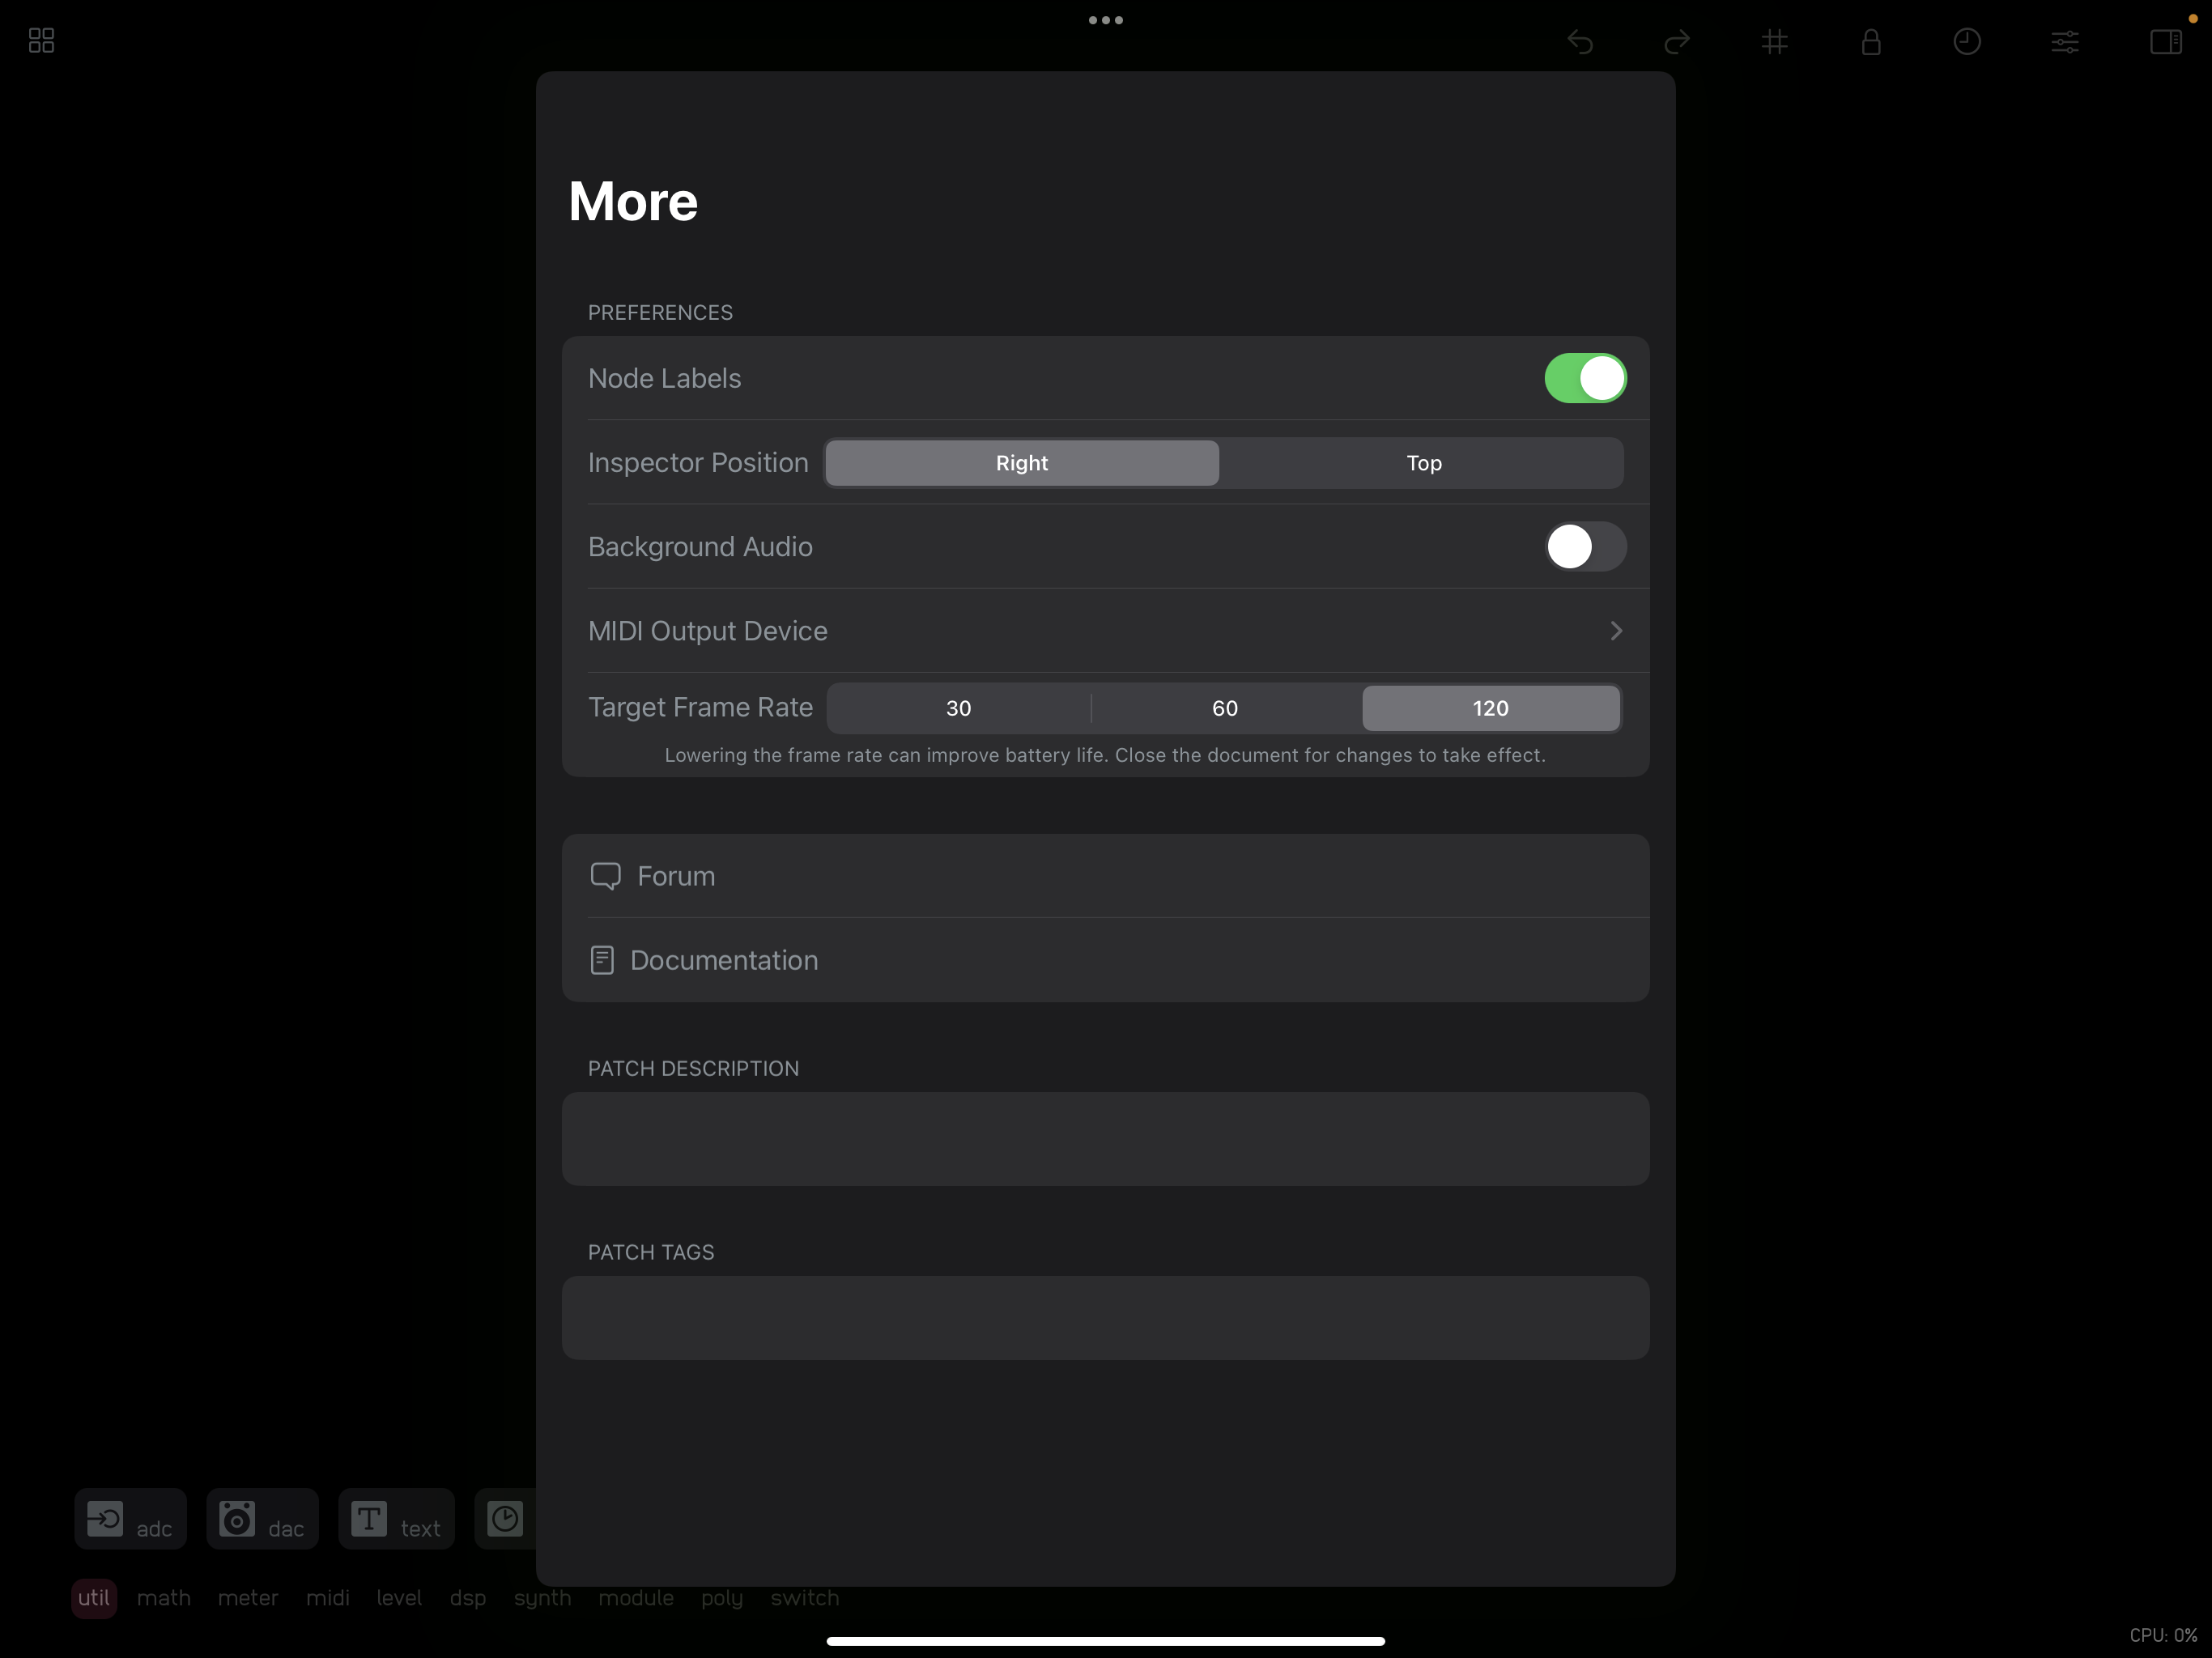 More
PREFERENCES
Node Labels
Inspector Position Right Top
Background Audio
MIDI Output Device
Target Frame Rate 30 60 120
Lowering the frame rate can improve battery life. Close the document for changes to take effect.
Forum
Documentation
PATCH DESCRIPTION
PATCH TAGS
adc dac text
util math meter midi level dsp synth module poly switch
CPU: 0%